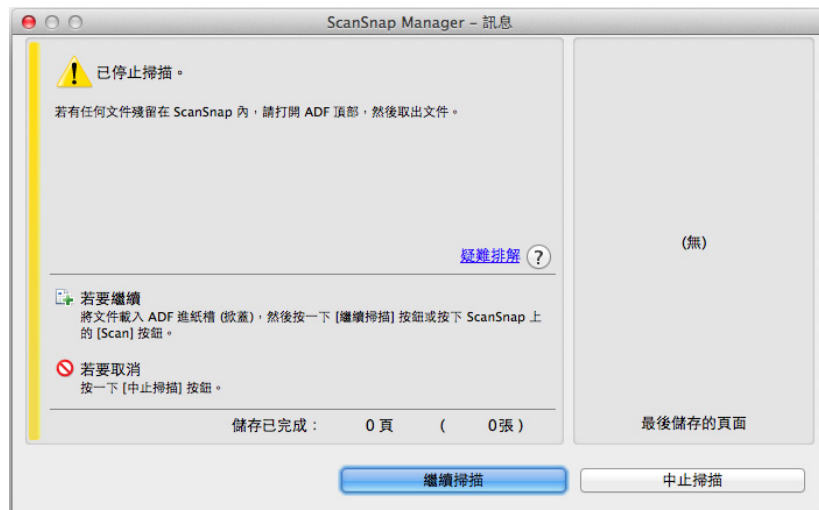 ScanSnap Manager – 訊息
已停止掃描。
若有任何文件殘留在 ScanSnap 內，請打開 ADF 頂部，然後取出文件。
疑難排解 ?
(無)
若要繼續
將文件載入 ADF 進紙槽 (掀蓋)，然後按一下 [繼續掃描] 按鈕或按下 ScanSnap 上
的 [Scan] 按鈕。
若要取消
按一下 [中止掃描] 按鈕。
儲存已完成： 0 頁 ( 0張 )
最後儲存的頁面
繼續掃描 中止掃描